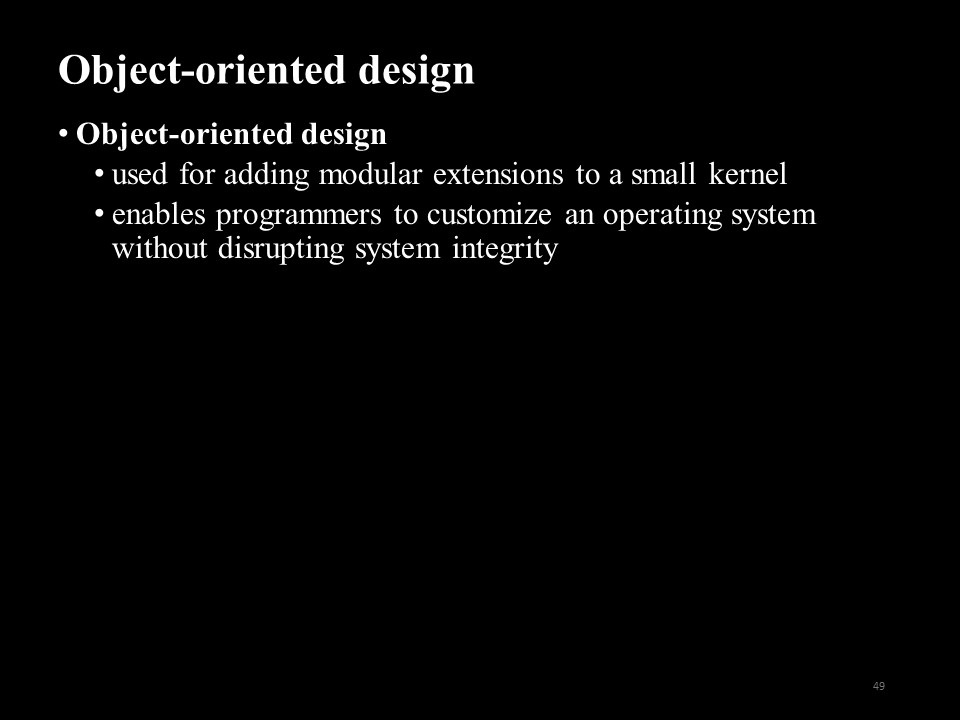 Object-oriented design
• Object-oriented design
• used for adding modular extensions to a small kernel
• enables programmers to customize an operating system
without disrupting system integrity
49